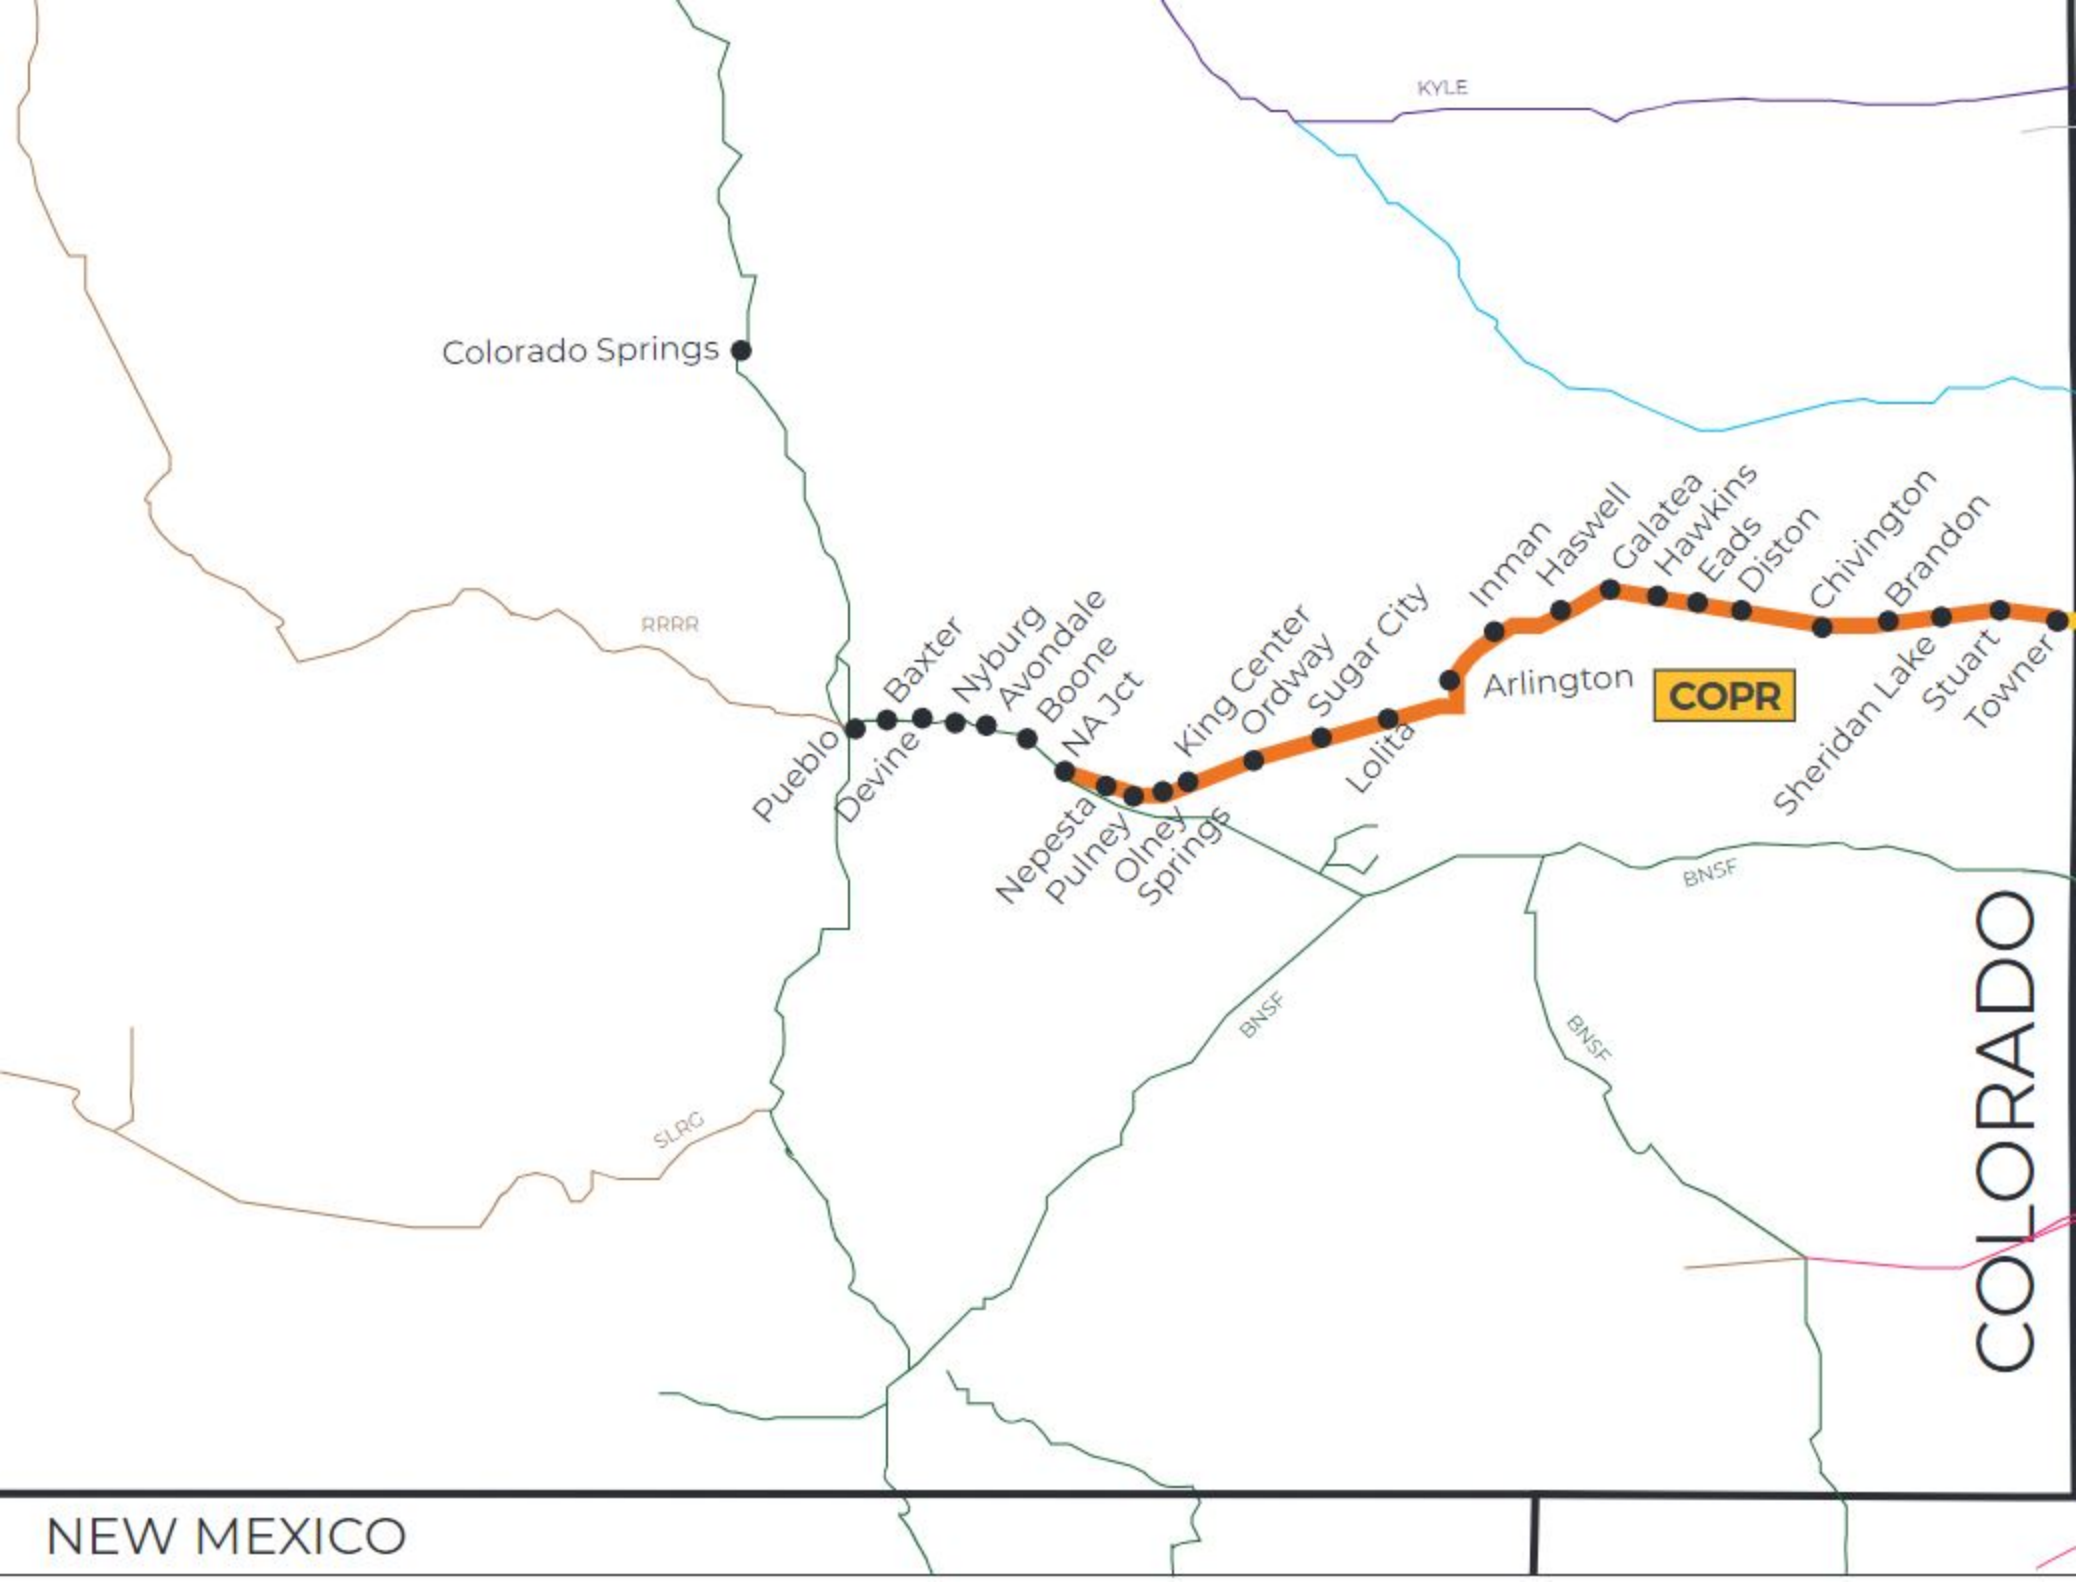 KYLE
Colorado Springs
RRRR
Pueblo
Baxter
Devine
Nyburg
Avondale
Boone
NA Jct
Nepesta
Pulney
Olney
Springs
King Center
Ordway
Sugar City
Lolita
Arlington
Inman
Haswell
Galatea
Hawkins
Eads
Diston
Chivington
Brandon
Sheridan Lake
Stuart
Towner
COPR
BNSF
BNSF
BNSF
SLRG
COLORADO
NEW MEXICO